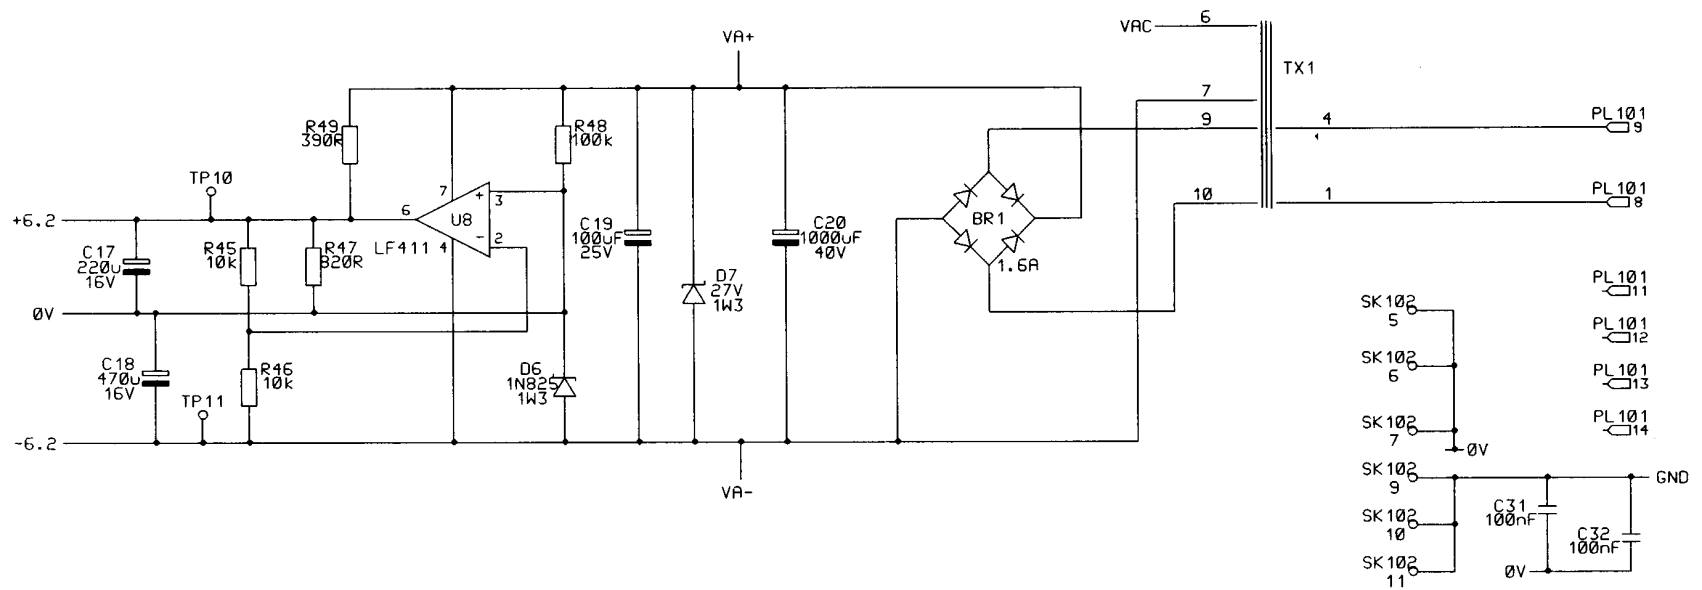 VAC
6
VA+
TX1
7
9
4
PL101
9
R49
390R
R48
100k
TP10
7
3
+
6
U8
+6.2
10
1
PL101
8
BR1
C17
220u
16V
R45
10k
R47
820R
LF411
4
-
2
C19
100uF
25V
C20
1000uF
40V
1.6A
D7
27V
1W3
0V
PL101
11
SK102
5
PL101
12
C18
470u
16V
R46
10k
D6
1N825
1W3
SK102
6
PL101
13
TP11
SK102
7
PL101
14
-6.2
0V
VA-
SK102
9
GND
C31
100nF
SK102
10
C32
100nF
SK102
11
0V